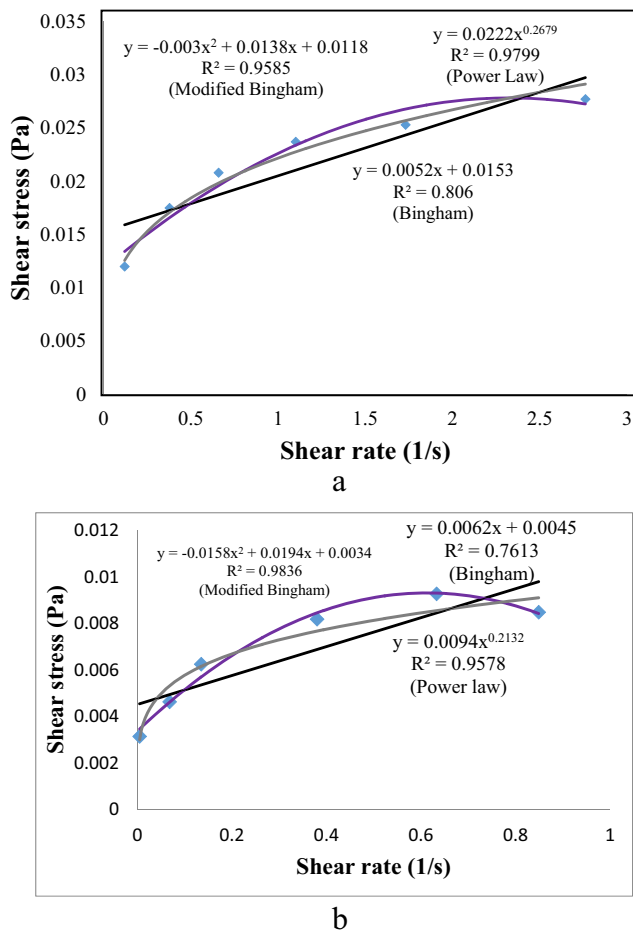 0.035
0.03
0.025
0.02
0.015
0.01
0.005
0
Shear stress (Pa)
y = -0.003x² + 0.0138x + 0.0118
R² = 0.9585
(Modified Bingham)
y = 0.0222x^0.2679
R² = 0.9799
(Power Law)
y = 0.0052x + 0.0153
R² = 0.806
(Bingham)
0 0.5 1 1.5 2 2.5 3
Shear rate (1/s)
a
0.012
0.01
0.008
0.006
0.004
0.002
0
Shear stress (Pa)
y = -0.0158x² + 0.0194x + 0.0034
R² = 0.9836
(Modified Bingham)
y = 0.0062x + 0.0045
R² = 0.7613
(Bingham)
y = 0.0094x^0.2132
R² = 0.9578
(Power law)
0 0.2 0.4 0.6 0.8 1
Shear rate (1/s)
b